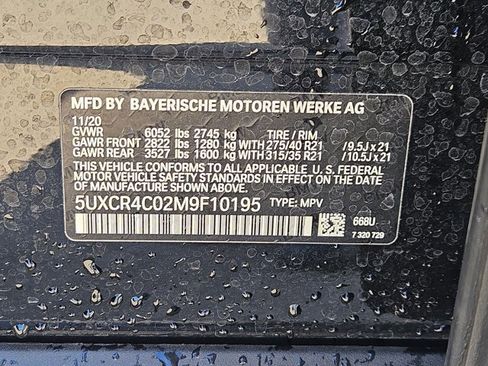 MFD BY BAYERISCHE MOTOREN WERKE AG
11/20
GVWR 6052 lbs 2745 kg TIRE / RIM
GAWR FRONT 2822 lbs 1280 kg WITH 275/40 R21 /9.5J x 21
GAWR REAR 3527 lbs 1600 kg WITH 315/35 R21 /10.5J x 21
THIS VEHICLE CONFORMS TO ALL APPLICABLE U. S. FEDERAL
MOTOR VEHICLE SAFETY STANDARDS IN EFFECT ON THE DATE OF
MANUFACTURE SHOWN ABOVE.
5UXCR4C02M9F10195 TYPE: MPV
668U
7 320 729